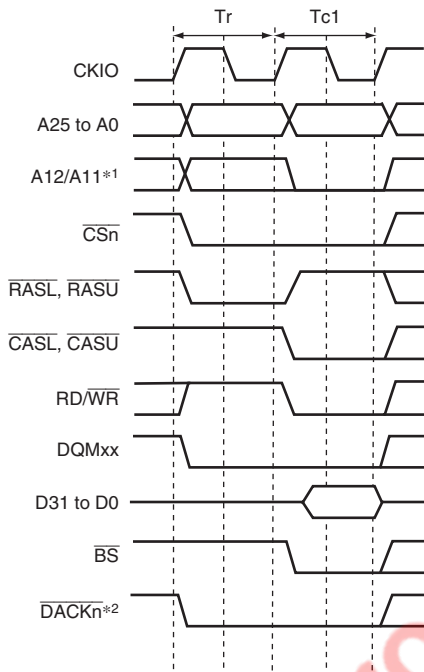 Tr Tc1
CKIO
A25 to A0
A12/A11*1
CSn
RASL, RASU
CASL, CASU
RD/WR
DQMxx
D31 to D0
BS
DACKn*2